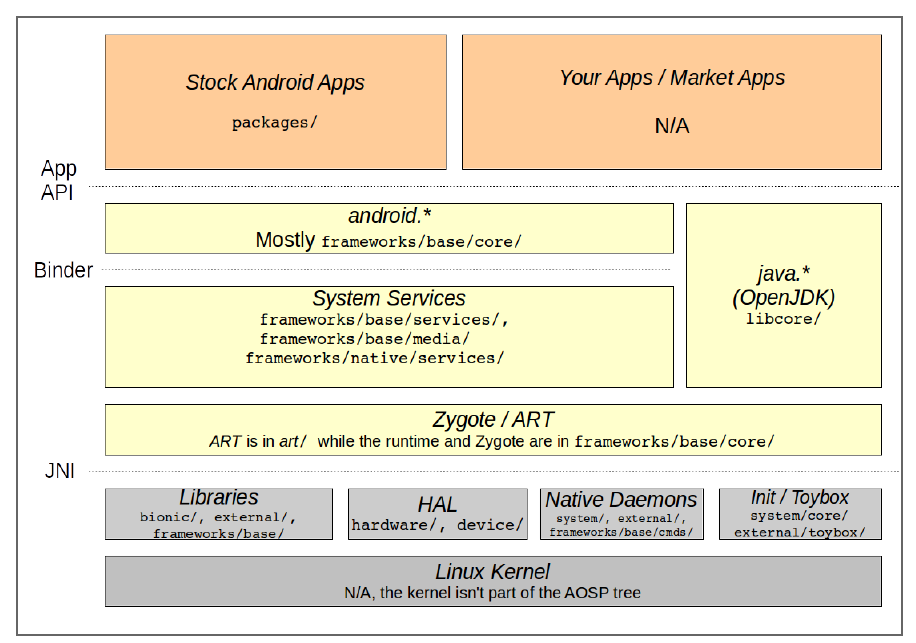 Stock Android Apps
packages/
Your Apps / Market Apps
N/A
App
API
android.*
Mostly frameworks/base/core/
Binder
System Services
frameworks/base/services/,
frameworks/base/media/
frameworks/native/services/
java.*
(OpenJDK)
libcore/
Zygote / ART
ART is in art/ while the runtime and Zygote are in frameworks/base/core/
JNI
Libraries
bionic/, external/,
frameworks/base/
HAL
hardware/, device/
Native Daemons
system/, external/,
frameworks/base/cmds/
Init / Toybox
system/core/
external/toybox/
Linux Kernel
N/A, the kernel isn't part of the AOSP tree